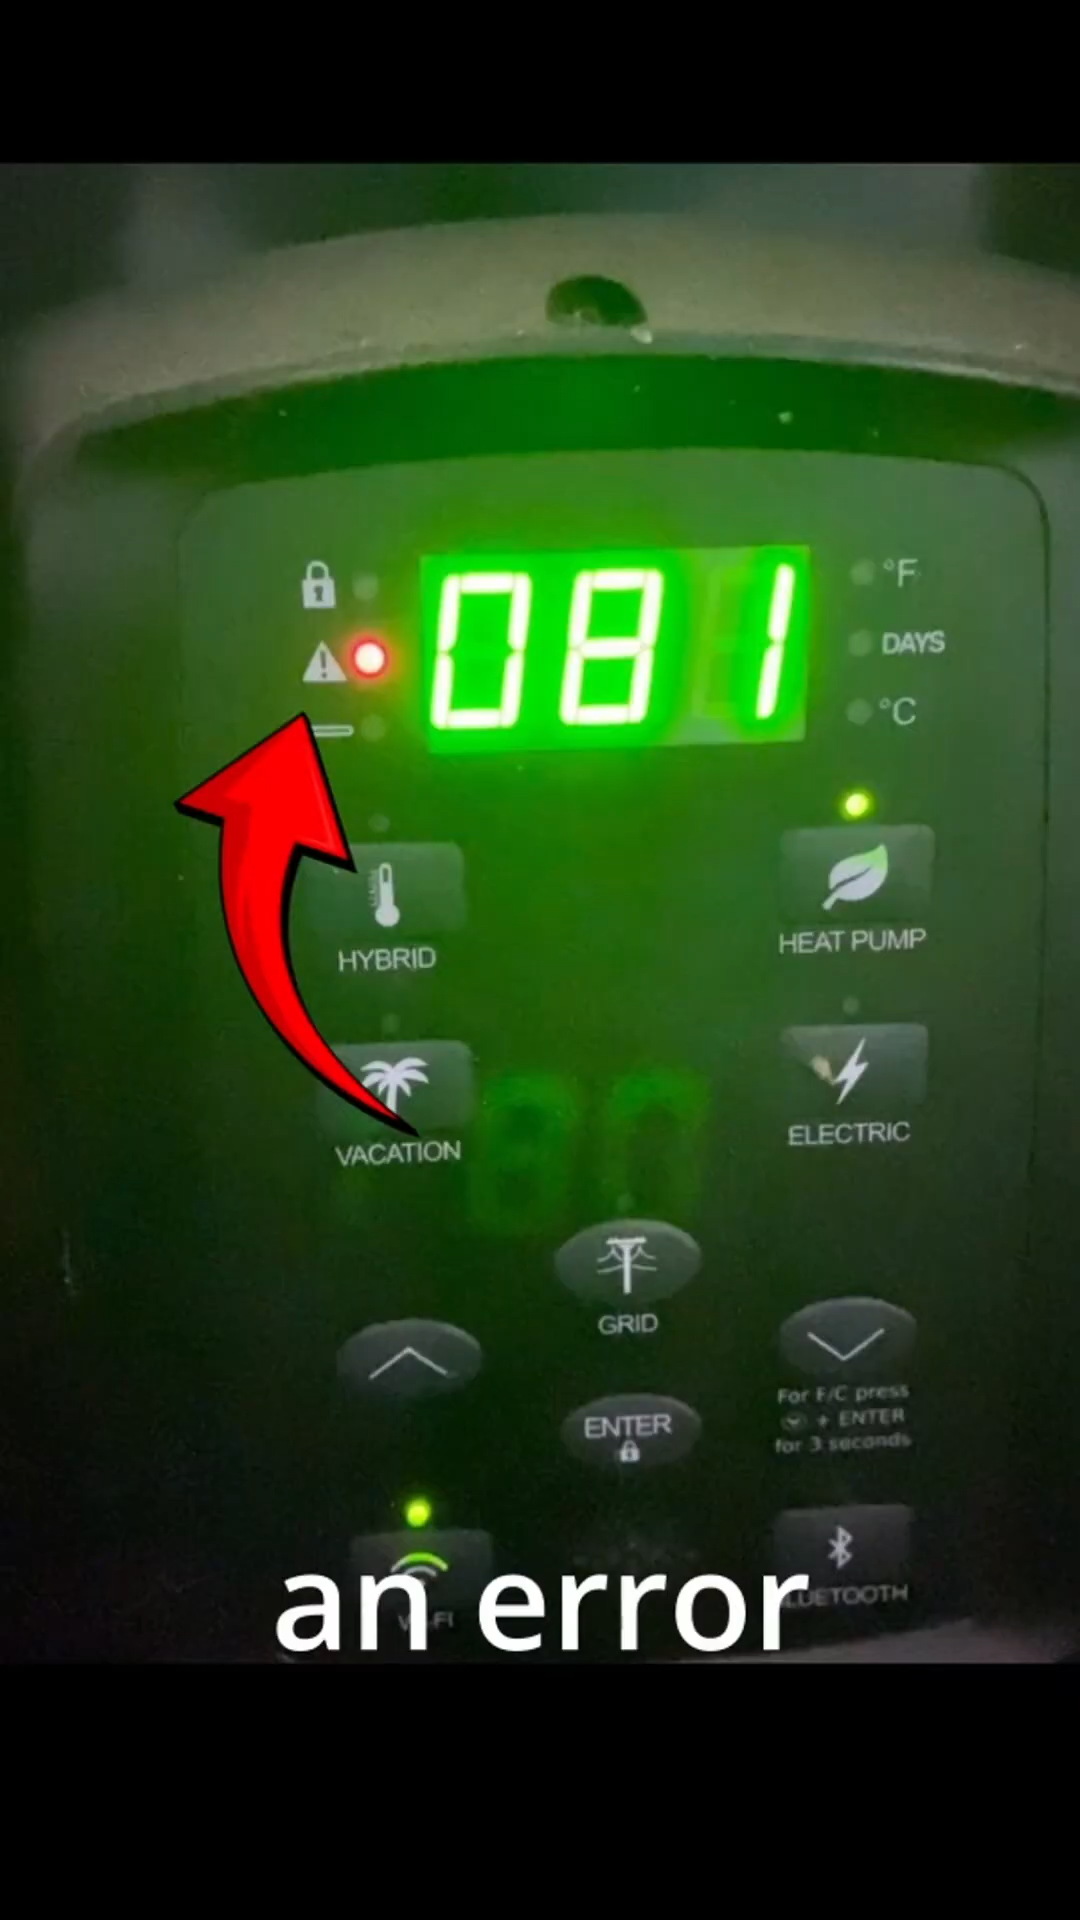 081
°F
DAYS
°C
HYBRID
HEAT PUMP
VACATION
ELECTRIC
GRID
For F/C press
+ ENTER
for 3 seconds
ENTER
WI-FI
BLUETOOTH
an error